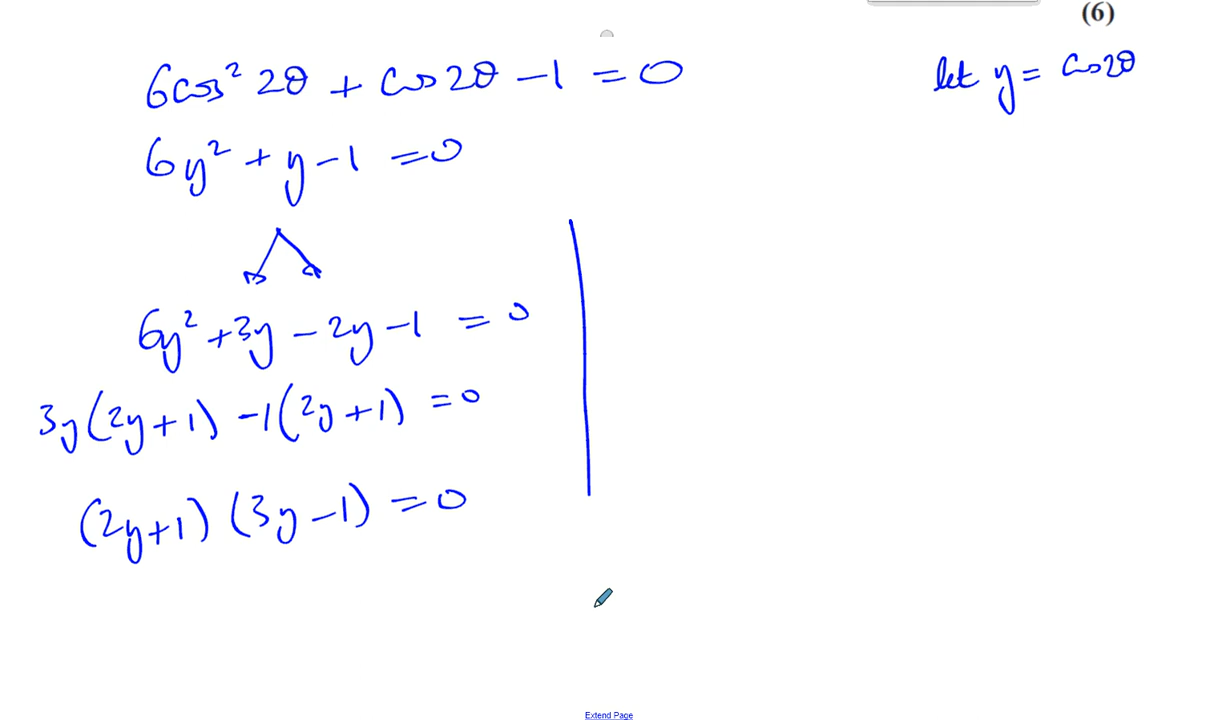 (6)
6cos² 2θ + cos 2θ − 1 = 0
let y = cos 2θ
6y² + y − 1 = 0
6y² + 3y − 2y − 1 = 0
3y(2y + 1) − 1(2y + 1) = 0
(2y + 1) (3y − 1) = 0
Extend Page